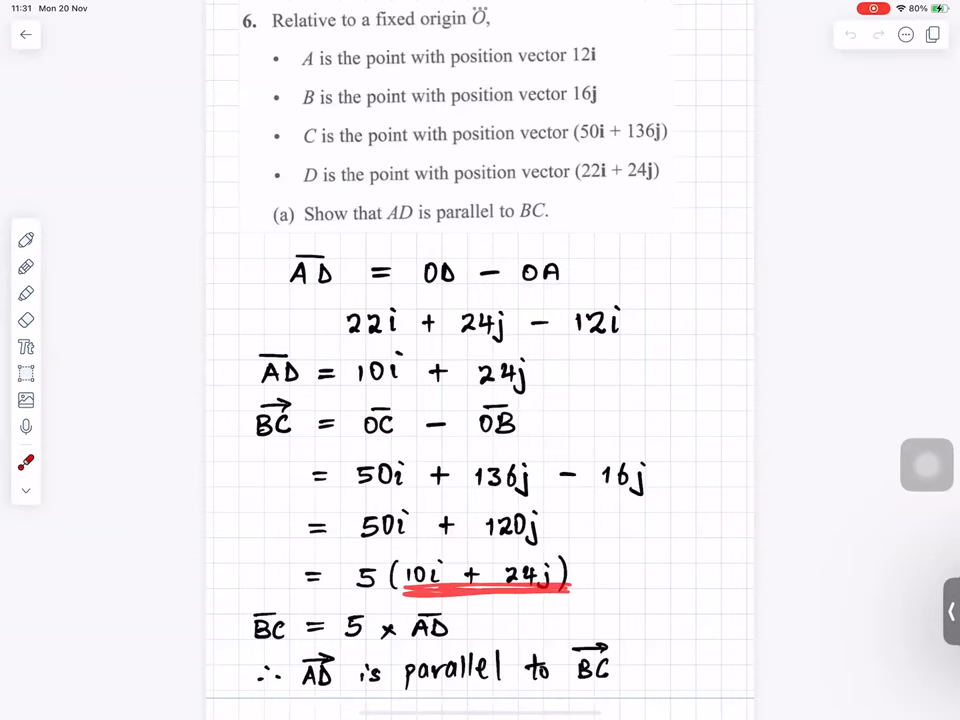 11:31 Mon 20 Nov
80%
6. Relative to a fixed origin O,
• A is the point with position vector 12i
• B is the point with position vector 16j
• C is the point with position vector (50i + 136j)
• D is the point with position vector (22i + 24j)
(a) Show that AD is parallel to BC.
AD = OD - OA
22i + 24j - 12i
AD = 10i + 24j
BC = OC - OB
= 50i + 136j - 16j
= 50i + 120j
= 5 (10i + 24j)
BC = 5 × AD
∴ AD is parallel to BC
Tt